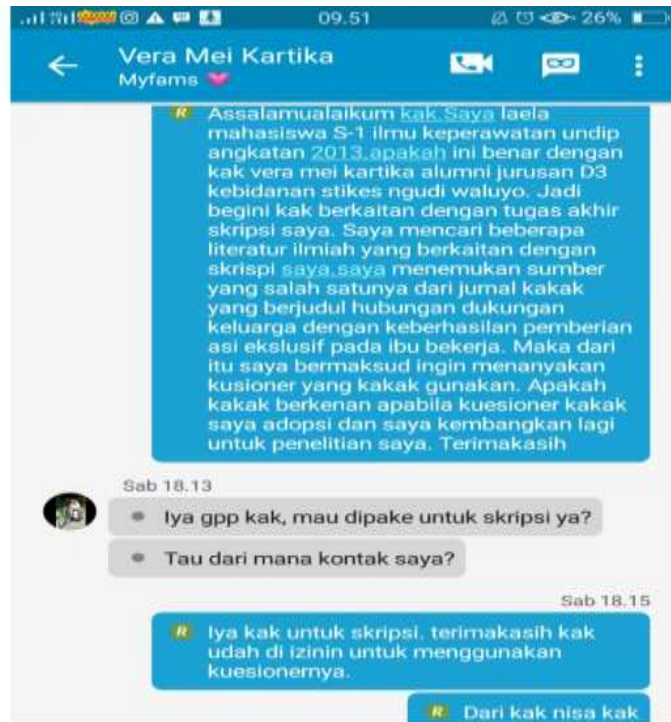 09.51
26%
Vera Mei Kartika
Myfams
R Assalamualaikum kak.Saya laela
mahasiswa S-1 ilmu keperawatan undip
angkatan 2013.apakah ini benar dengan
kak vera mei kartika alumni jurusan D3
kebidanan stikes ngudi waluyo. Jadi
begini kak berkaitan dengan tugas akhir
skripsi saya. Saya mencari beberapa
literatur ilmiah yang berkaitan dengan
skrispi saya.saya menemukan sumber
yang salah satunya dari jurnal kakak
yang berjudul hubungan dukungan
keluarga dengan keberhasilan pemberian
asi ekslusif pada ibu bekerja. Maka dari
itu saya bermaksud ingin menanyakan
kusioner yang kakak gunakan. Apakah
kakak berkenan apabila kuesioner kakak
saya adopsi dan saya kembangkan lagi
untuk penelitian saya. Terimakasih
Sab 18.13
Iya gpp kak, mau dipake untuk skripsi ya?
Tau dari mana kontak saya?
Sab 18.15
R Iya kak untuk skripsi. terimakasih kak
udah di izinin untuk menggunakan
kuesionernya.
R Dari kak nisa kak